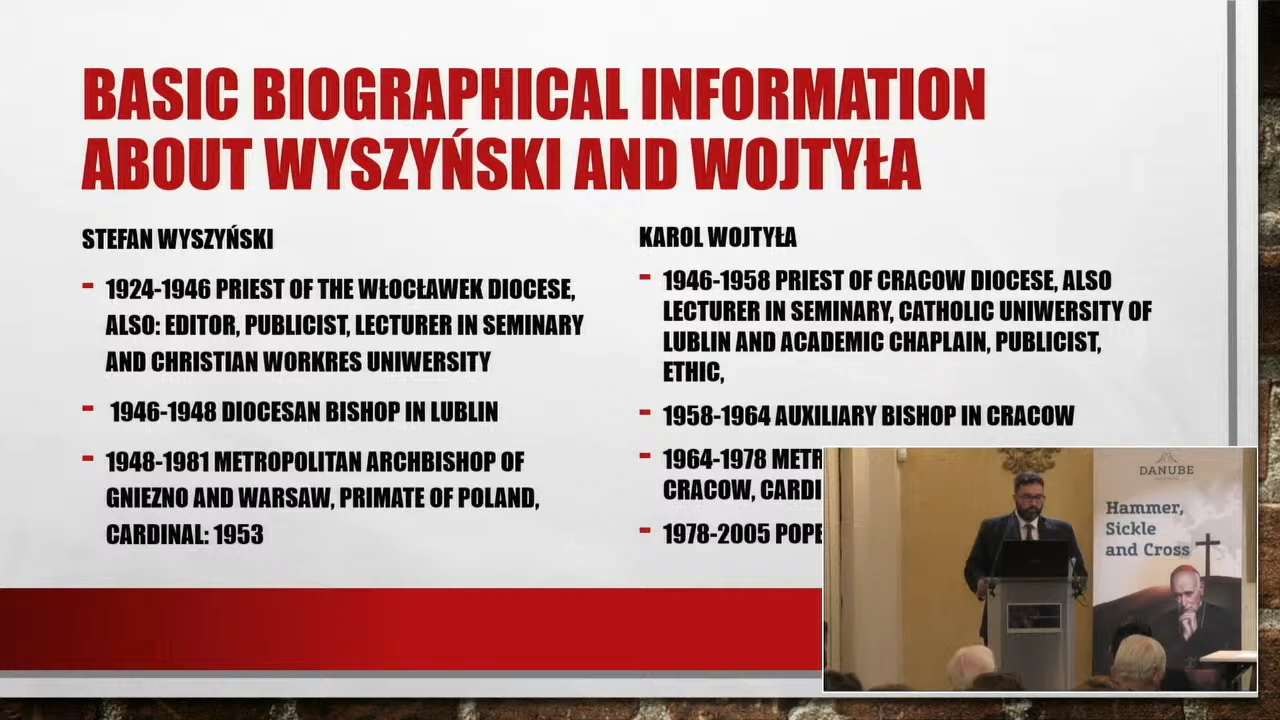 BASIC BIOGRAPHICAL INFORMATION
ABOUT WYSZYŃSKI AND WOJTYŁA
STEFAN WYSZYŃSKI
- 1924-1946 PRIEST OF THE WŁOCŁAWEK DIOCESE,
ALSO: EDITOR, PUBLICIST, LECTURER IN SEMINARY
AND CHRISTIAN WORKRES UNIWERSITY
- 1946-1948 DIOCESAN BISHOP IN LUBLIN
- 1948-1981 METROPOLITAN ARCHBISHOP OF
GNIEZNO AND WARSAW, PRIMATE OF POLAND,
CARDINAL: 1953
KAROL WOJTYŁA
- 1946-1958 PRIEST OF CRACOW DIOCESE, ALSO
LECTURER IN SEMINARY, CATHOLIC UNIWERSITY OF
LUBLIN AND ACADEMIC CHAPLAIN, PUBLICIST,
ETHIC,
- 1958-1964 AUXILIARY BISHOP IN CRACOW
- 1964-1978 METR
CRACOW, CARDI
- 1978-2005 POPE
DANUBE
Hammer,
Sickle
and Cross